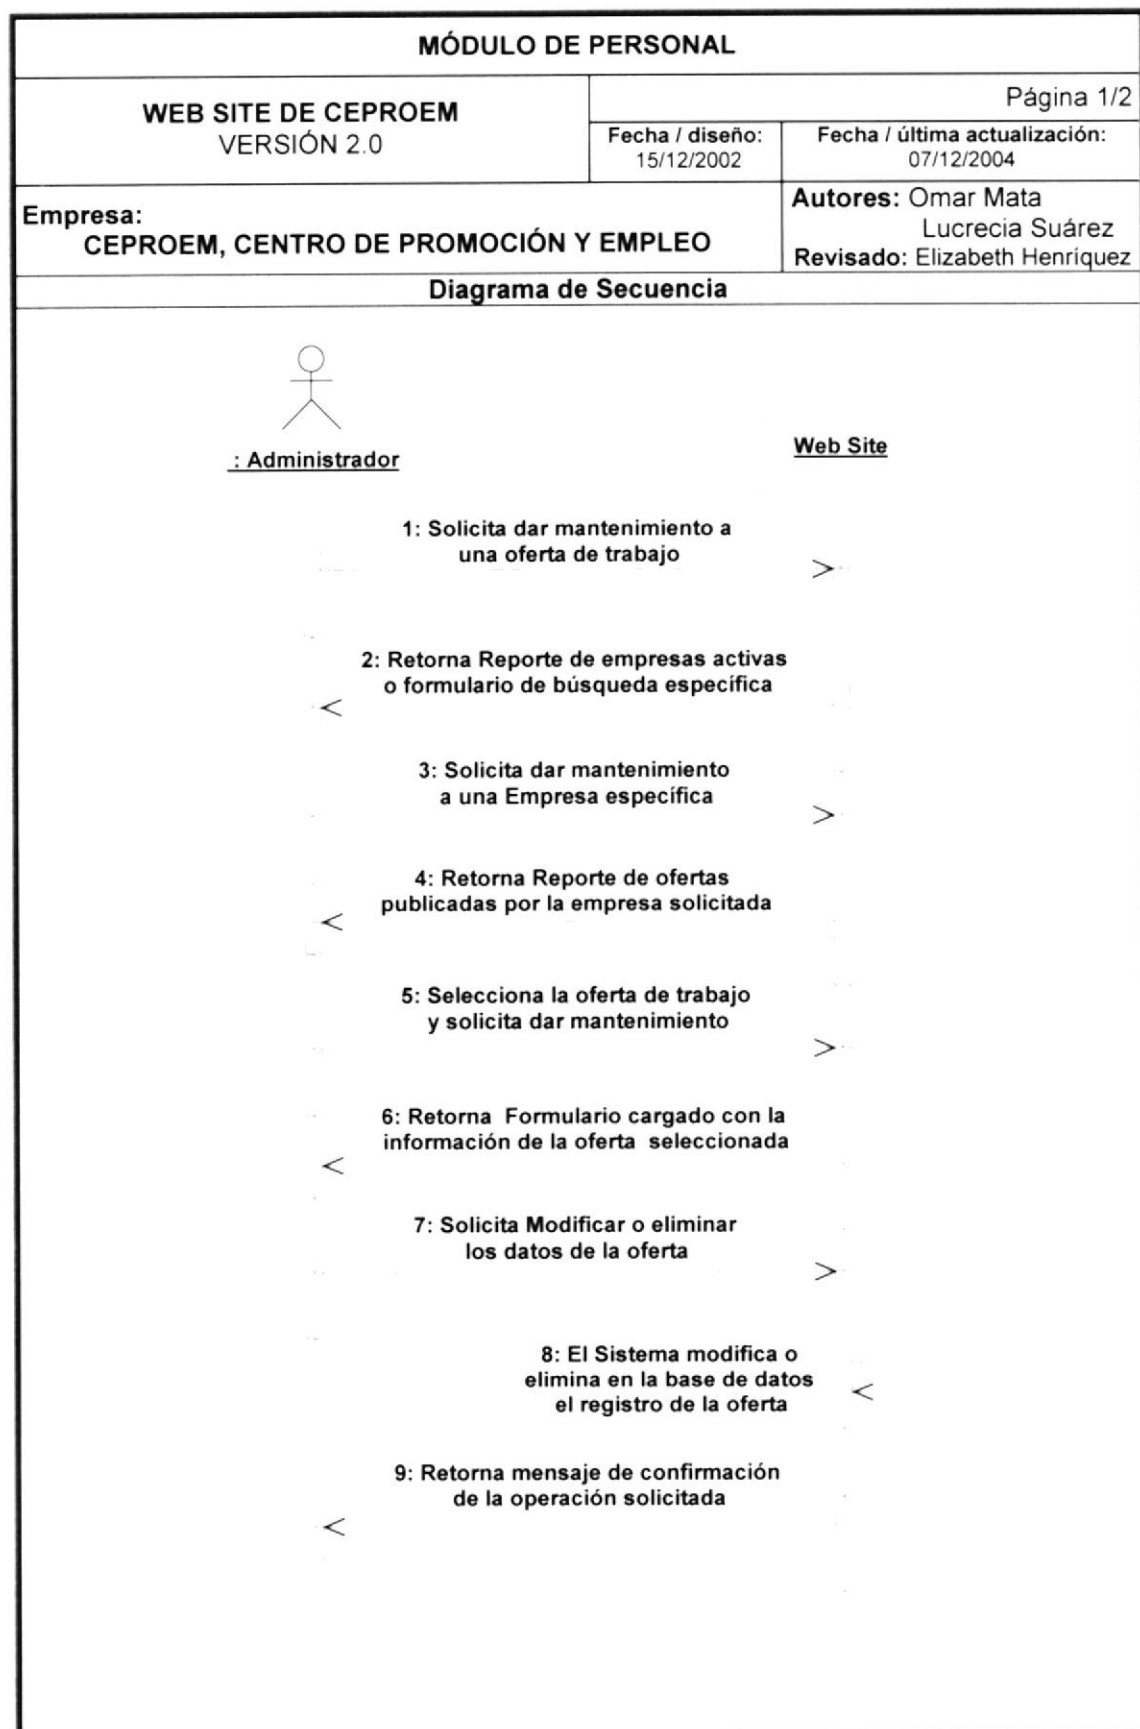 MÓDULO DE PERSONAL
WEB SITE DE CEPROEM
VERSIÓN 2.0
Página 1/2
Fecha / diseño:
15/12/2002
Fecha / última actualización:
07/12/2004
Empresa:
CEPROEM, CENTRO DE PROMOCIÓN Y EMPLEO
Autores: Omar Mata
Lucrecia Suárez
Revisado: Elizabeth Henríquez
Diagrama de Secuencia
: Administrador
Web Site
1: Solicita dar mantenimiento a
una oferta de trabajo
2: Retorna Reporte de empresas activas
o formulario de búsqueda específica
3: Solicita dar mantenimiento
a una Empresa específica
4: Retorna Reporte de ofertas
publicadas por la empresa solicitada
5: Selecciona la oferta de trabajo
y solicita dar mantenimiento
6: Retorna Formulario cargado con la
información de la oferta seleccionada
7: Solicita Modificar o eliminar
los datos de la oferta
8: El Sistema modifica o
elimina en la base de datos
el registro de la oferta
9: Retorna mensaje de confirmación
de la operación solicitada